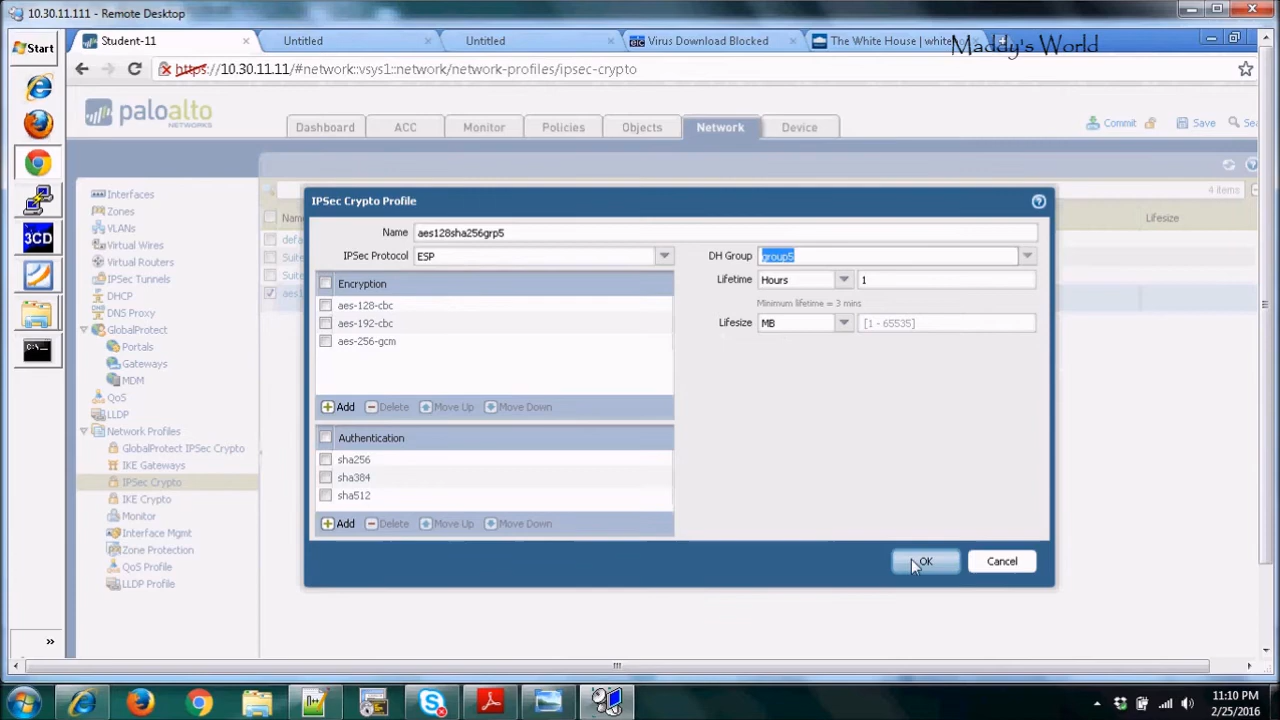 10.30.11.111 - Remote Desktop
Start
Student-11
Untitled
Untitled
Virus Download Blocked
The White House | white
Maddy's World
https://10.30.11.11/#network::vsys1::network/network-profiles/ipsec-crypto
paloalto
NETWORKS
Dashboard
ACC
Monitor
Policies
Objects
Network
Device
Commit
Save
Sea
4 items
Interfaces
Zones
VLANs
Virtual Wires
Virtual Routers
IPSec Tunnels
DHCP
DNS Proxy
GlobalProtect
Portals
Gateways
MDM
QoS
LLDP
Network Profiles
GlobalProtect IPSec Crypto
IKE Gateways
IPSec Crypto
IKE Crypto
Monitor
Interface Mgmt
Zone Protection
QoS Profile
LLDP Profile
Name
Lifesize
defa
Suite
Suite
aes1
IPSec Crypto Profile
Name aes128sha256grp5
IPSec Protocol ESP
DH Group group5
Lifetime Hours 1
Minimum lifetime = 3 mins
Lifesize MB [1 - 65535]
Encryption
aes-128-cbc
aes-192-cbc
aes-256-gcm
Add Delete Move Up Move Down
Authentication
sha256
sha384
sha512
Add Delete Move Up Move Down
OK
Cancel
3CD
»
11:10 PM
2/25/2016